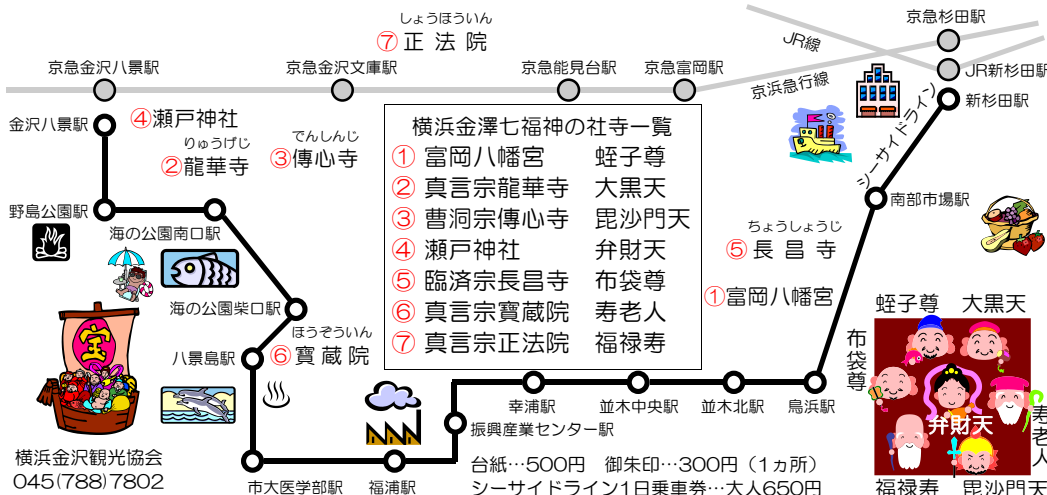 しょうほういん
⑦正法院
京急杉田駅
JR線
京急金沢八景駅
京急金沢文庫駅
京急能見台駅
京急富岡駅
京浜急行線
JR新杉田駅
新杉田駅
シーサイドライン
金沢八景駅
④瀬戸神社
りゅうげじ
②龍華寺
でんしんじ
③傳心寺
横浜金澤七福神の社寺一覧
① 富岡八幡宮 蛭子尊
② 真言宗龍華寺 大黒天
③ 曹洞宗傳心寺 毘沙門天
④ 瀬戸神社 弁財天
⑤ 臨済宗長昌寺 布袋尊
⑥ 真言宗寶蔵院 寿老人
⑦ 真言宗正法院 福禄寿
南部市場駅
野島公園駅
海の公園南口駅
ちょうしょうじ
⑤長昌寺
①富岡八幡宮
海の公園柴口駅
ほうぞういん
⑥寶蔵院
八景島駅
宝
蛭子尊 大黒天
布袋尊
弁財天
寿老人
福禄寿 毘沙門天
幸浦駅
並木中央駅
並木北駅
鳥浜駅
振興産業センター駅
市大医学部駅
福浦駅
横浜金沢観光協会
045(788)7802
台紙…500円 御朱印…300円（1ヵ所）
シーサイドライン1日乗車券…大人650円